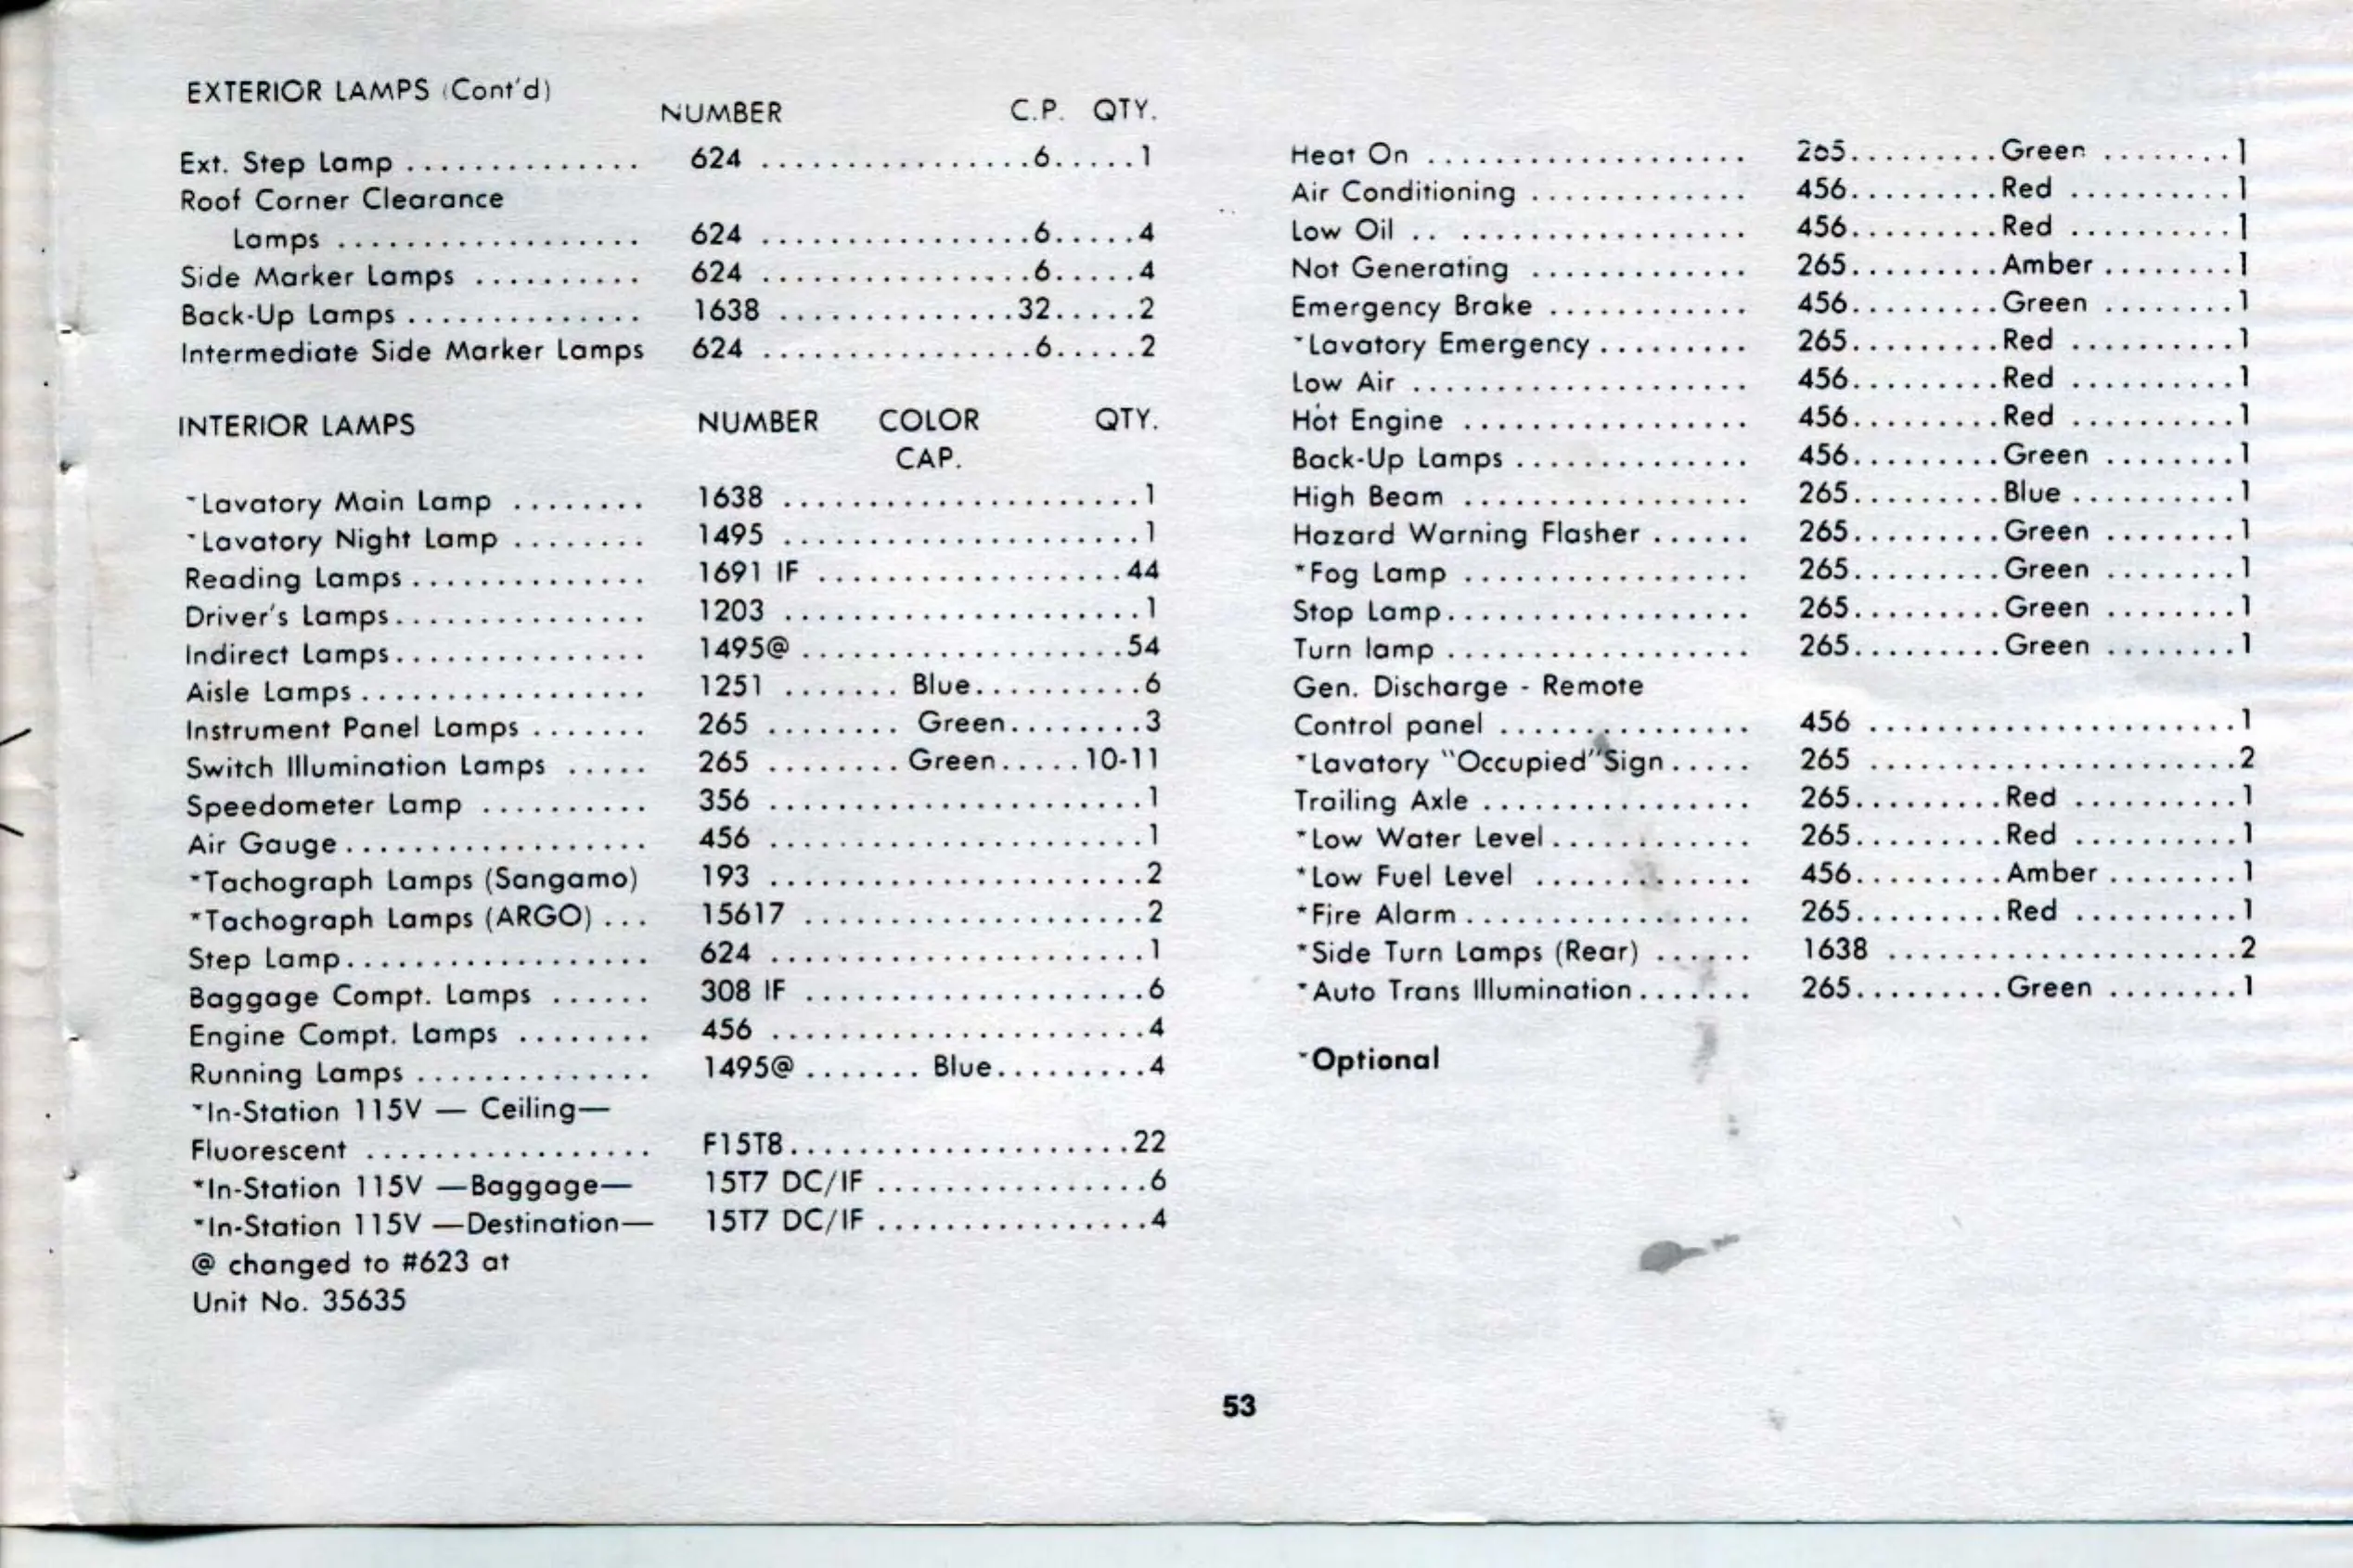 EXTERIOR LAMPS (Cont'd)
NUMBER C.P. QTY.
Ext. Step Lamp .............. 624 ................6.....1
Roof Corner Clearance
Lamps .................. 624 ................6.....4
Side Marker Lamps .......... 624 ................6.....4
Back-Up Lamps .............. 1638 ..............32.....2
Intermediate Side Marker Lamps 624 ................6.....2
INTERIOR LAMPS NUMBER COLOR QTY.
CAP.
*Lavatory Main Lamp ........ 1638 .....................1
*Lavatory Night Lamp ........ 1495 .....................1
Reading Lamps .............. 1691 IF ..................44
Driver's Lamps ............... 1203 .....................1
Indirect Lamps ............... 1495@ ...................54
Aisle Lamps ................. 1251 ....... Blue..........6
Instrument Panel Lamps ....... 265 ........ Green........3
Switch Illumination Lamps ..... 265 ........ Green.....10-11
Speedometer Lamp .......... 356 ......................1
Air Gauge .................. 456 ......................1
*Tachograph Lamps (Sangamo) 193 ......................2
*Tachograph Lamps (ARGO) ... 15617 ....................2
Step Lamp .................. 624 ......................1
Baggage Compt. Lamps ...... 308 IF ....................6
Engine Compt. Lamps ........ 456 ......................4
Running Lamps .............. 1495@ ....... Blue.........4
*In-Station 115V — Ceiling—
Fluorescent ................. F15T8....................22
*In-Station 115V —Baggage— 15T7 DC/IF ................6
*In-Station 115V —Destination— 15T7 DC/IF ................4
@ changed to #623 at
Unit No. 35635
Heat On ................... 265.........Green ........1
Air Conditioning ............. 456.........Red ..........1
Low Oil .. ................. 456.........Red ..........1
Not Generating ............. 265.........Amber ........1
Emergency Brake ............ 456.........Green ........1
*Lavatory Emergency ......... 265.........Red ..........1
Low Air .................... 456.........Red ..........1
Hot Engine ................. 456.........Red ..........1
Back-Up Lamps .............. 456.........Green ........1
High Beam ................. 265.........Blue ..........1
Hazard Warning Flasher ...... 265.........Green ........1
*Fog Lamp ................. 265.........Green ........1
Stop Lamp .................. 265.........Green ........1
Turn lamp .................. 265.........Green ........1
Gen. Discharge - Remote
Control panel ............... 456 ......................1
*Lavatory "Occupied"Sign ..... 265 ......................2
Trailing Axle ................ 265.........Red ..........1
*Low Water Level ............ 265.........Red ..........1
*Low Fuel Level ............. 456.........Amber ........1
*Fire Alarm ................. 265.........Red ..........1
*Side Turn Lamps (Rear) ...... 1638 .....................2
*Auto Trans Illumination ....... 265.........Green ........1
*Optional
53